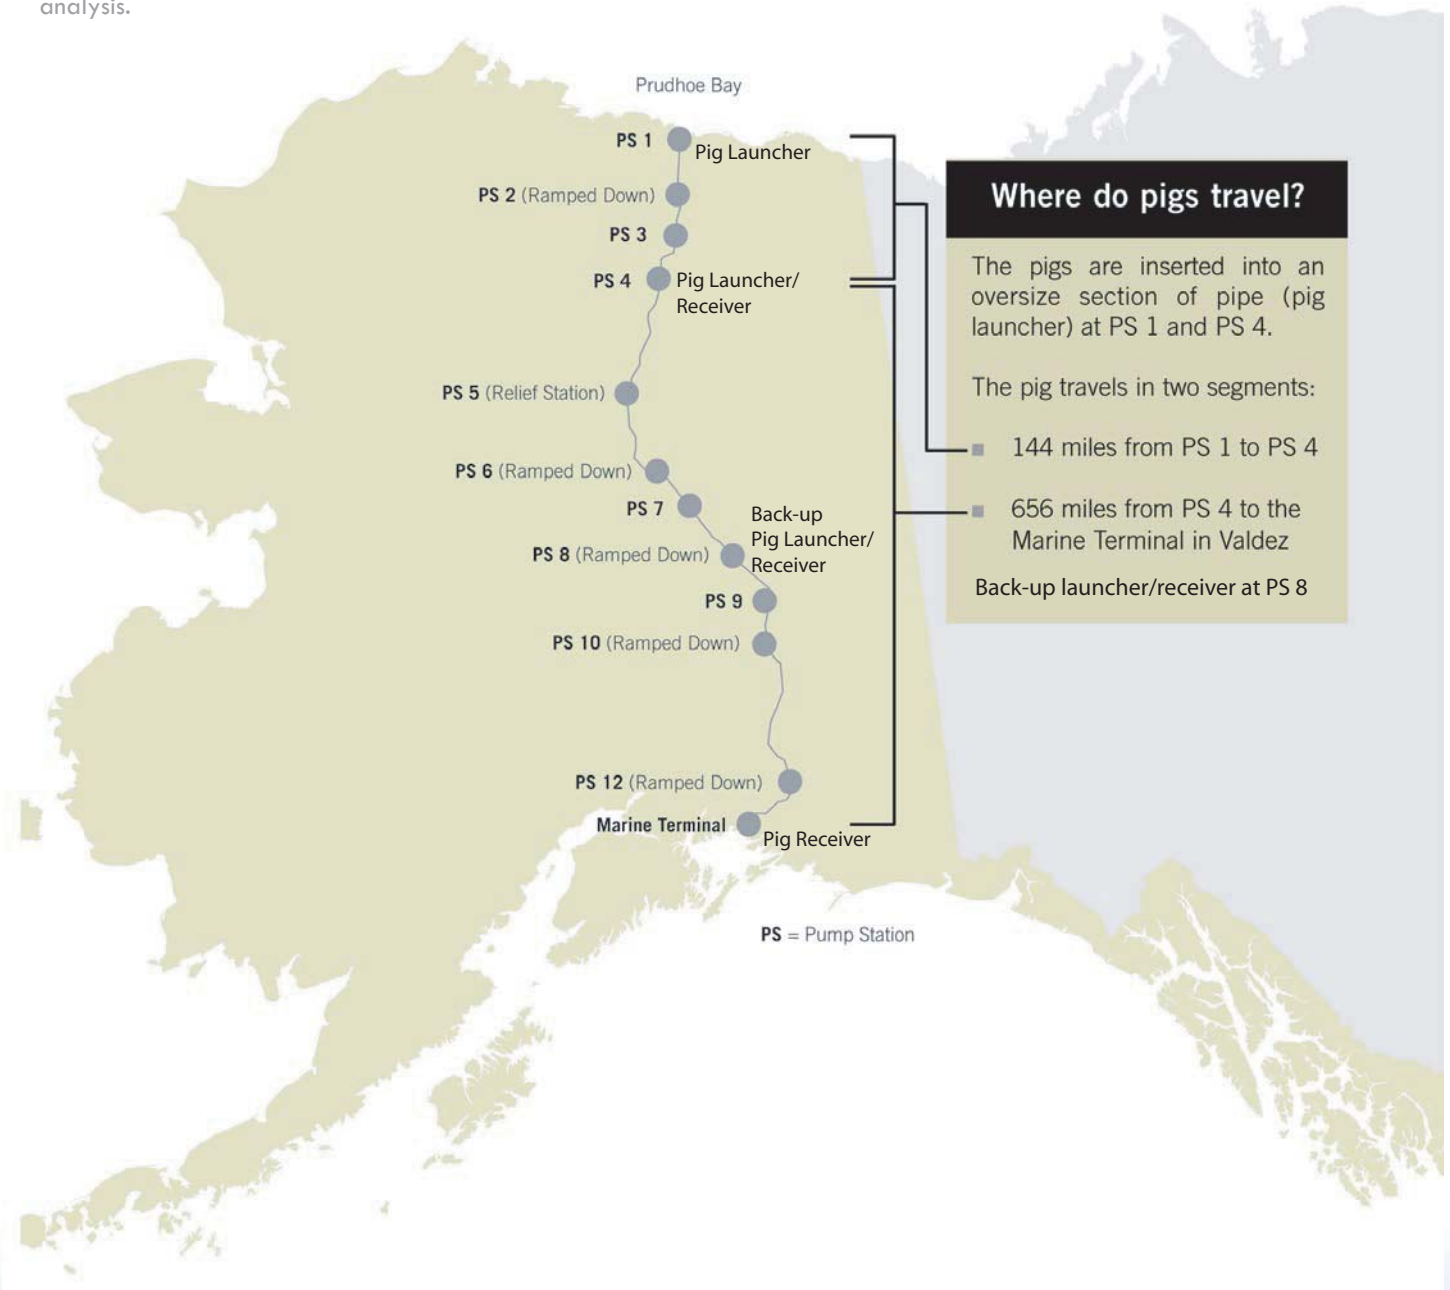 analysis.
Prudhoe Bay
PS 1
Pig Launcher
PS 2 (Ramped Down)
PS 3
PS 4
Pig Launcher/
Receiver
PS 5 (Relief Station)
PS 6 (Ramped Down)
PS 7
Back-up
Pig Launcher/
Receiver
PS 8 (Ramped Down)
PS 9
PS 10 (Ramped Down)
PS 12 (Ramped Down)
Marine Terminal
Pig Receiver
PS = Pump Station
Where do pigs travel?
The pigs are inserted into an
oversize section of pipe (pig
launcher) at PS 1 and PS 4.
The pig travels in two segments:
144 miles from PS 1 to PS 4
656 miles from PS 4 to the
Marine Terminal in Valdez
Back-up launcher/receiver at PS 8